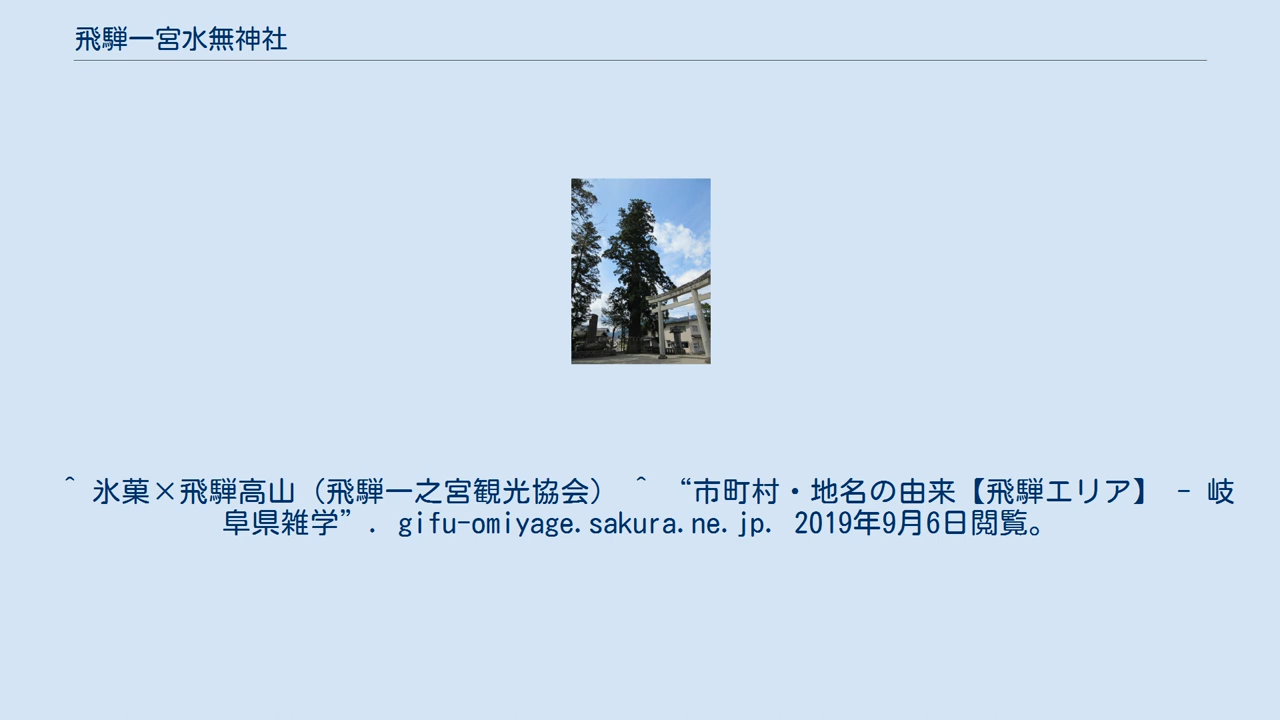 飛騨一宮水無神社
^ 氷菓×飛騨高山（飛騨一之宮観光協会） ^ “市町村・地名の由来【飛騨エリア】 - 岐
阜県雑学”. gifu-omiyage.sakura.ne.jp. 2019年9月6日閲覧。